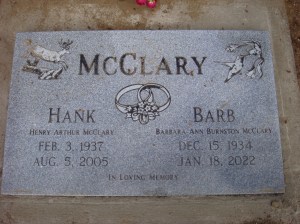 McClary
Hank
Henry Arthur McClary
Feb. 3, 1937
Aug. 5, 2005
Barb
Barbara Ann Burniston McClary
Dec. 15, 1934
Jan. 18, 2022
In Loving Memory